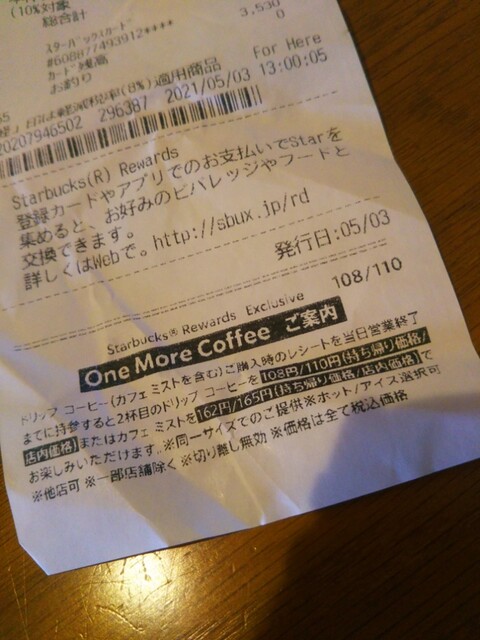 (10%対象
総合計 3,530
0
スターバックスカード
#608877493912****
カード残高
お釣り
(8%)適用商品 For Here
20207946502 296387 2021/05/03 13:00:05
Starbucks(R) Rewards
登録カードやアプリでのお支払いでStarを
集めると、お好みのビバレッジやフードと
交換できます。
詳しくはWebで。http://sbux.jp/rd
発行日:05/03
108/110
Starbucks® Rewards Exclusive
One More Coffee ご案内
ドリップ コーヒー(カフェ ミストを含む)ご購入時のレシートを当日営業終了
までに持参すると2杯目のドリップ コーヒーを108円/110円(持ち帰り価格/
店内価格)またはカフェ ミストを162円/165円(持ち帰り価格/店内価格)で
お楽しみいただけます。※同一サイズでのご提供※ホット/アイス選択可
※他店可 ※一部店舗除く ※切り離し無効 ※価格は全て税込価格